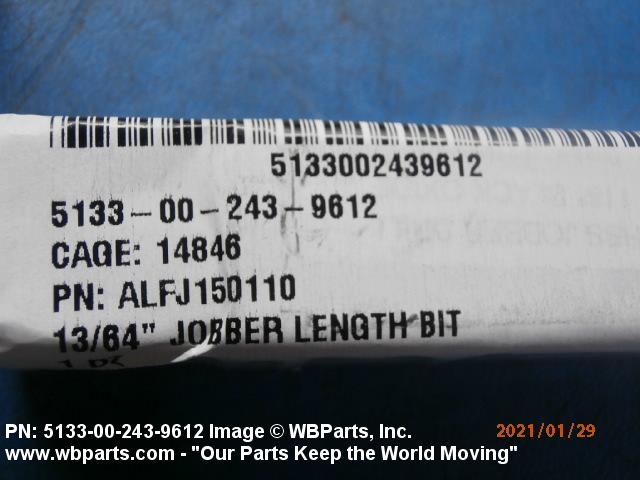 5133002439612
5133-00-243-9612
CAGE: 14846
PN: ALFJ150110
13/64" JOBBER LENGTH BIT
PN: 5133-00-243-9612 Image © WBParts, Inc.
2021/01/29
www.wbparts.com - "Our Parts Keep the World Moving"